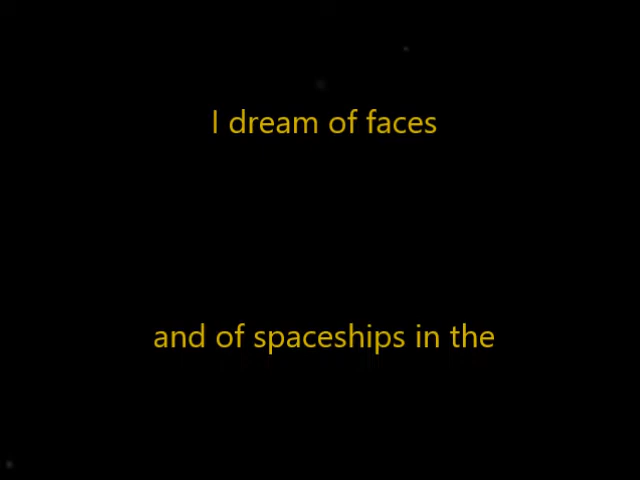 I dream of faces
and of spaceships in the